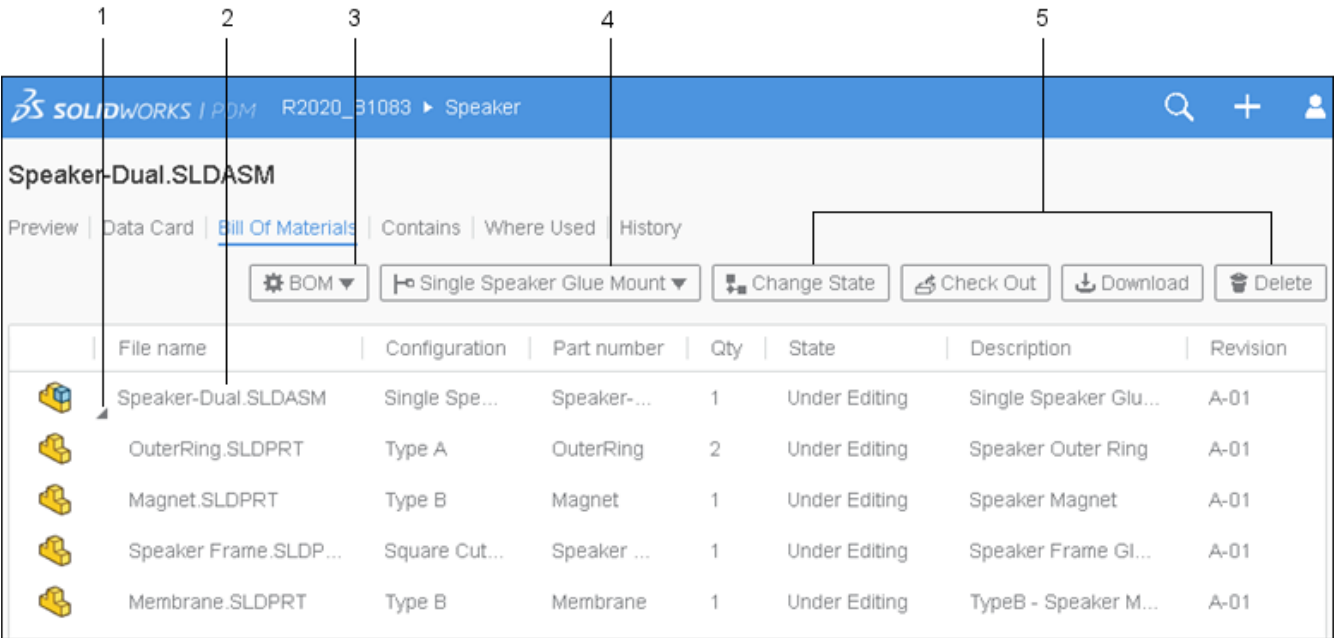 1 2 3 4 5
SOLIDWORKS | PDM R2020_B1083 ▸ Speaker
Speaker-Dual.SLDASM
Preview | Data Card | Bill Of Materials | Contains | Where Used | History
BOM ▼ Single Speaker Glue Mount ▼ Change State Check Out Download Delete
File name Configuration Part number Qty State Description Revision
Speaker-Dual.SLDASM Single Spe... Speaker-... 1 Under Editing Single Speaker Glu... A-01
OuterRing.SLDPRT Type A OuterRing 2 Under Editing Speaker Outer Ring A-01
Magnet.SLDPRT Type B Magnet 1 Under Editing Speaker Magnet A-01
Speaker Frame.SLDP... Square Cut... Speaker ... 1 Under Editing Speaker Frame Gl... A-01
Membrane.SLDPRT Type B Membrane 1 Under Editing TypeB - Speaker M... A-01